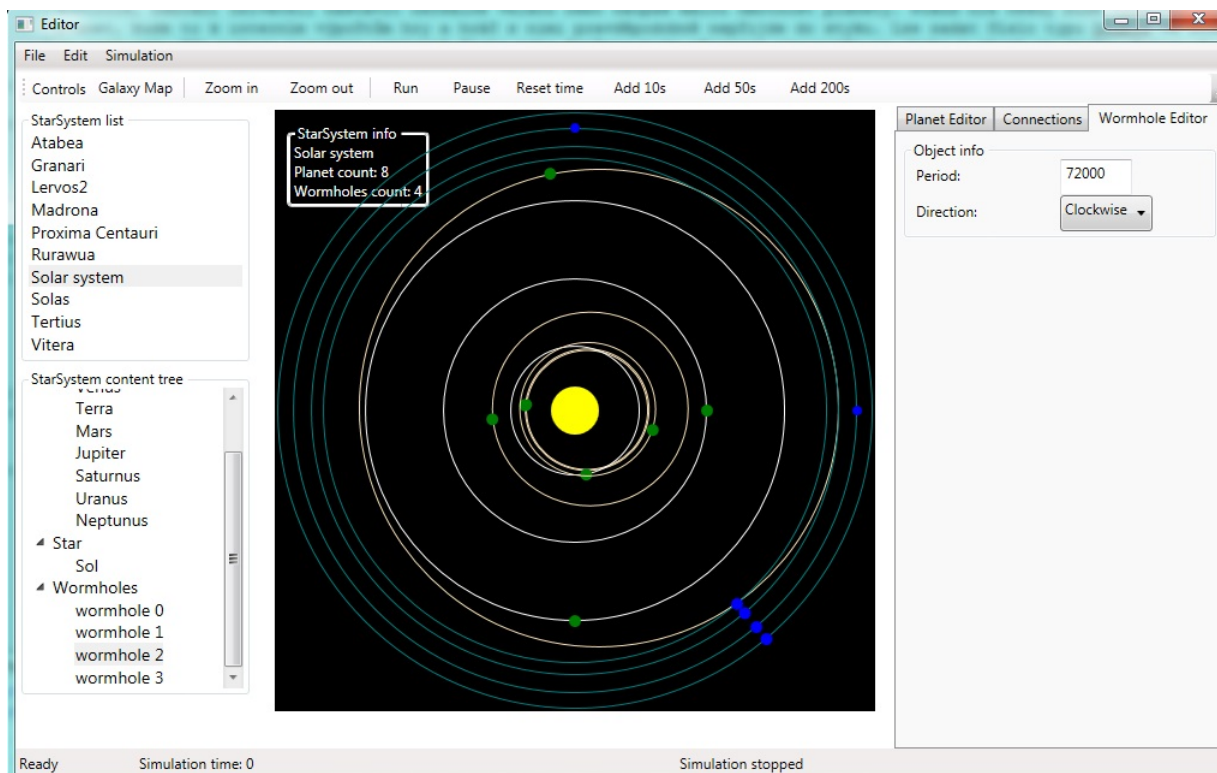 Editor
File Edit Simulation
Controls Galaxy Map Zoom in Zoom out Run Pause Reset time Add 10s Add 50s Add 200s
StarSystem list
Atabea
Granari
Lervos2
Madrona
Proxima Centauri
Rurawua
Solar system
Solas
Tertius
Vitera
StarSystem content tree
Venus
Terra
Mars
Jupiter
Saturnus
Uranus
Neptunus
Star
Sol
Wormholes
wormhole 0
wormhole 1
wormhole 2
wormhole 3
StarSystem info
Solar system
Planet count: 8
Wormholes count: 4
Planet Editor Connections Wormhole Editor
Object info
Period: 72000
Direction: Clockwise
Ready Simulation time: 0 Simulation stopped